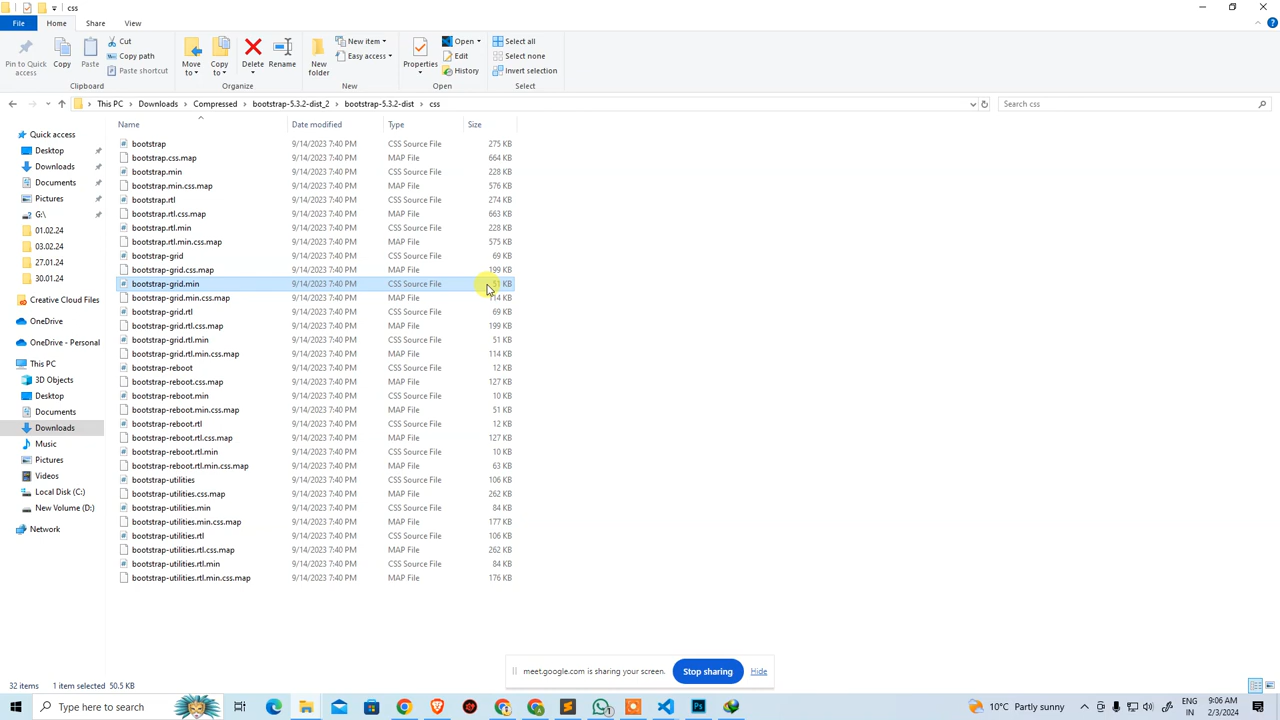 css
File Home Share View
Pin to Quick access
Copy
Paste
Cut
Copy path
Paste shortcut
Clipboard
Move to
Copy to
Delete
Rename
Organize
New folder
New item
Easy access
New
Properties
Open
Edit
History
Open
Select all
Select none
Invert selection
Select
This PC > Downloads > Compressed > bootstrap-5.3.2-dist_2 > bootstrap-5.3.2-dist > css
Search css
Name Date modified Type Size
Quick access
Desktop
Downloads
Documents
Pictures
G:\
01.02.24
03.02.24
27.01.24
30.01.24
Creative Cloud Files
OneDrive
OneDrive - Personal
This PC
3D Objects
Desktop
Documents
Downloads
Music
Pictures
Videos
Local Disk (C:)
New Volume (D:)
Network
bootstrap 9/14/2023 7:40 PM CSS Source File 275 KB
bootstrap.css.map 9/14/2023 7:40 PM MAP File 664 KB
bootstrap.min 9/14/2023 7:40 PM CSS Source File 228 KB
bootstrap.min.css.map 9/14/2023 7:40 PM MAP File 576 KB
bootstrap.rtl 9/14/2023 7:40 PM CSS Source File 274 KB
bootstrap.rtl.css.map 9/14/2023 7:40 PM MAP File 663 KB
bootstrap.rtl.min 9/14/2023 7:40 PM CSS Source File 228 KB
bootstrap.rtl.min.css.map 9/14/2023 7:40 PM MAP File 575 KB
bootstrap-grid 9/14/2023 7:40 PM CSS Source File 69 KB
bootstrap-grid.css.map 9/14/2023 7:40 PM MAP File 199 KB
bootstrap-grid.min 9/14/2023 7:40 PM CSS Source File 51 KB
bootstrap-grid.min.css.map 9/14/2023 7:40 PM MAP File 114 KB
bootstrap-grid.rtl 9/14/2023 7:40 PM CSS Source File 69 KB
bootstrap-grid.rtl.css.map 9/14/2023 7:40 PM MAP File 199 KB
bootstrap-grid.rtl.min 9/14/2023 7:40 PM CSS Source File 51 KB
bootstrap-grid.rtl.min.css.map 9/14/2023 7:40 PM MAP File 114 KB
bootstrap-reboot 9/14/2023 7:40 PM CSS Source File 12 KB
bootstrap-reboot.css.map 9/14/2023 7:40 PM MAP File 127 KB
bootstrap-reboot.min 9/14/2023 7:40 PM CSS Source File 10 KB
bootstrap-reboot.min.css.map 9/14/2023 7:40 PM MAP File 51 KB
bootstrap-reboot.rtl 9/14/2023 7:40 PM CSS Source File 12 KB
bootstrap-reboot.rtl.css.map 9/14/2023 7:40 PM MAP File 127 KB
bootstrap-reboot.rtl.min 9/14/2023 7:40 PM CSS Source File 10 KB
bootstrap-reboot.rtl.min.css.map 9/14/2023 7:40 PM MAP File 63 KB
bootstrap-utilities 9/14/2023 7:40 PM CSS Source File 106 KB
bootstrap-utilities.css.map 9/14/2023 7:40 PM MAP File 262 KB
bootstrap-utilities.min 9/14/2023 7:40 PM CSS Source File 84 KB
bootstrap-utilities.min.css.map 9/14/2023 7:40 PM MAP File 177 KB
bootstrap-utilities.rtl 9/14/2023 7:40 PM CSS Source File 106 KB
bootstrap-utilities.rtl.css.map 9/14/2023 7:40 PM MAP File 262 KB
bootstrap-utilities.rtl.min 9/14/2023 7:40 PM CSS Source File 84 KB
bootstrap-utilities.rtl.min.css.map 9/14/2023 7:40 PM MAP File 176 KB
meet.google.com is sharing your screen. Stop sharing Hide
32 items 1 item selected 50.5 KB
Type here to search
10°C Partly sunny
ENG
IN
9:06 AM
2/3/2024